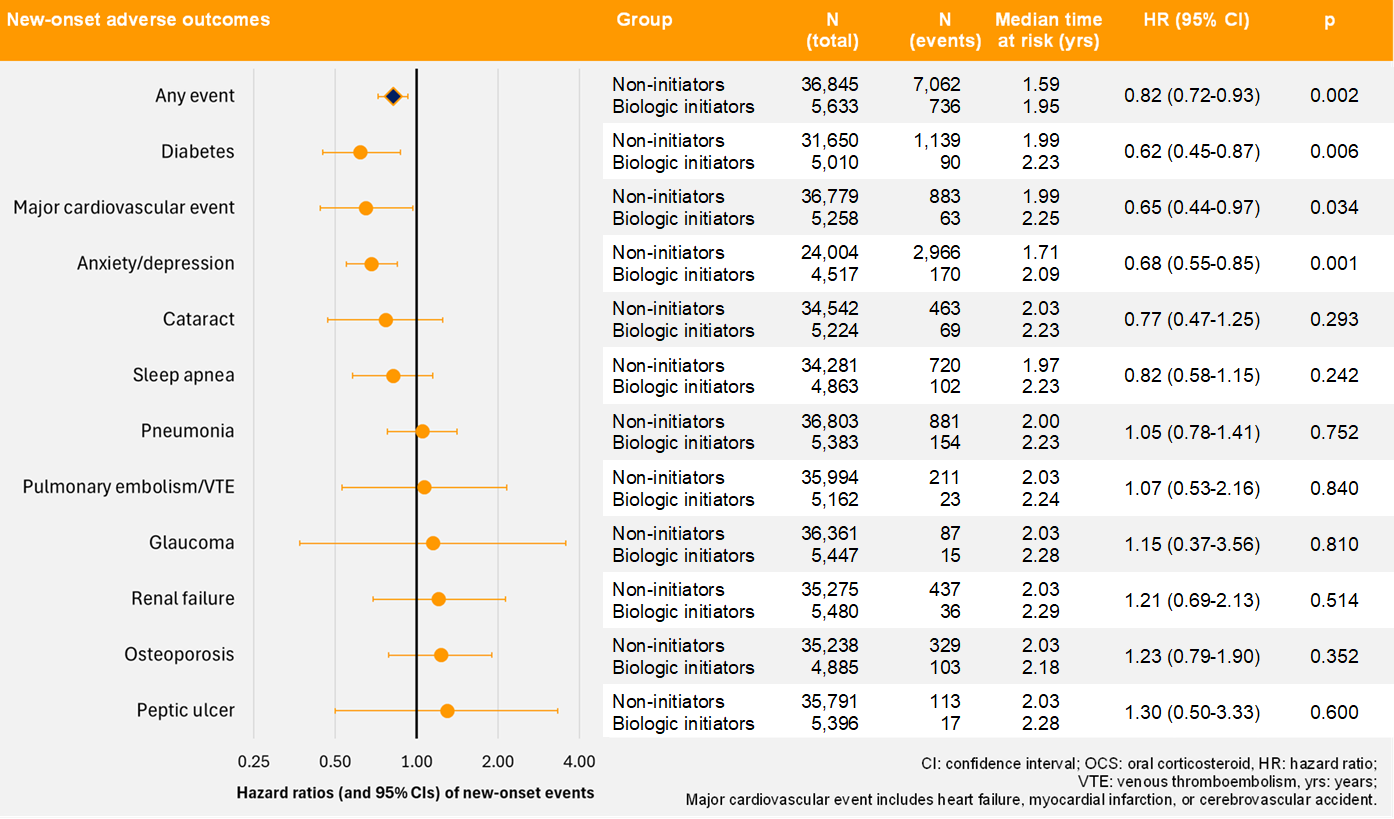 New-onset adverse outcomes Group N (total) N (events) Median time at risk (yrs) HR (95% CI) p
Any event Non-initiators 36,845 7,062 1.59 0.82 (0.72-0.93) 0.002
Biologic initiators 5,633 736 1.95
Diabetes Non-initiators 31,650 1,139 1.99 0.62 (0.45-0.87) 0.006
Biologic initiators 5,010 90 2.23
Major cardiovascular event Non-initiators 36,779 883 1.99 0.65 (0.44-0.97) 0.034
Biologic initiators 5,258 63 2.25
Anxiety/depression Non-initiators 24,004 2,966 1.71 0.68 (0.55-0.85) 0.001
Biologic initiators 4,517 170 2.09
Cataract Non-initiators 34,542 463 2.03 0.77 (0.47-1.25) 0.293
Biologic initiators 5,224 69 2.23
Sleep apnea Non-initiators 34,281 720 1.97 0.82 (0.58-1.15) 0.242
Biologic initiators 4,863 102 2.23
Pneumonia Non-initiators 36,803 881 2.00 1.05 (0.78-1.41) 0.752
Biologic initiators 5,383 154 2.23
Pulmonary embolism/VTE Non-initiators 35,994 211 2.03 1.07 (0.53-2.16) 0.840
Biologic initiators 5,162 23 2.24
Glaucoma Non-initiators 36,361 87 2.03 1.15 (0.37-3.56) 0.810
Biologic initiators 5,447 15 2.28
Renal failure Non-initiators 35,275 437 2.03 1.21 (0.69-2.13) 0.514
Biologic initiators 5,480 36 2.29
Osteoporosis Non-initiators 35,238 329 2.03 1.23 (0.79-1.90) 0.352
Biologic initiators 4,885 103 2.18
Peptic ulcer Non-initiators 35,791 113 2.03 1.30 (0.50-3.33) 0.600
Biologic initiators 5,396 17 2.28
0.25 0.50 1.00 2.00 4.00
Hazard ratios (and 95% CIs) of new-onset events
CI: confidence interval; OCS: oral corticosteroid, HR: hazard ratio;
VTE: venous thromboembolism, yrs: years;
Major cardiovascular event includes heart failure, myocardial infarction, or cerebrovascular accident.